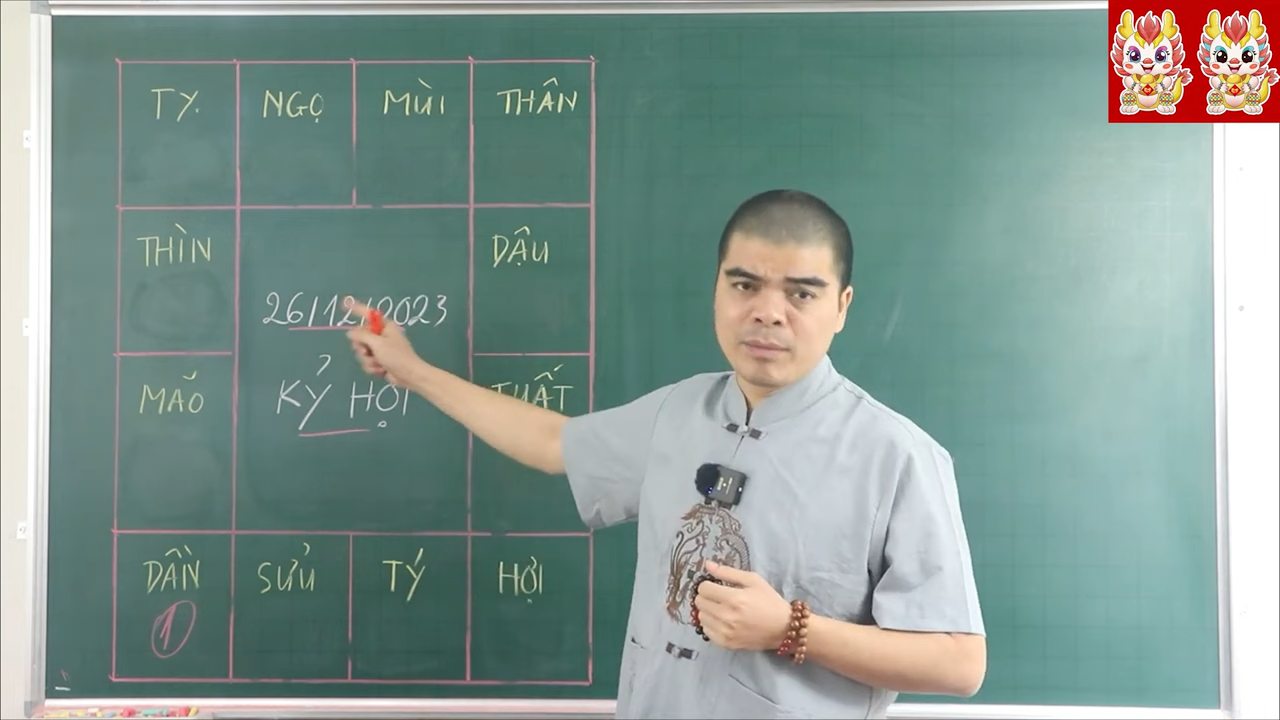 TỴ NGỌ MÙI THÂN
THÌN DẬU
26/12/2023
MÃO KỶ HỢI TUẤT
DẦN SỬU TÝ HỢI
1